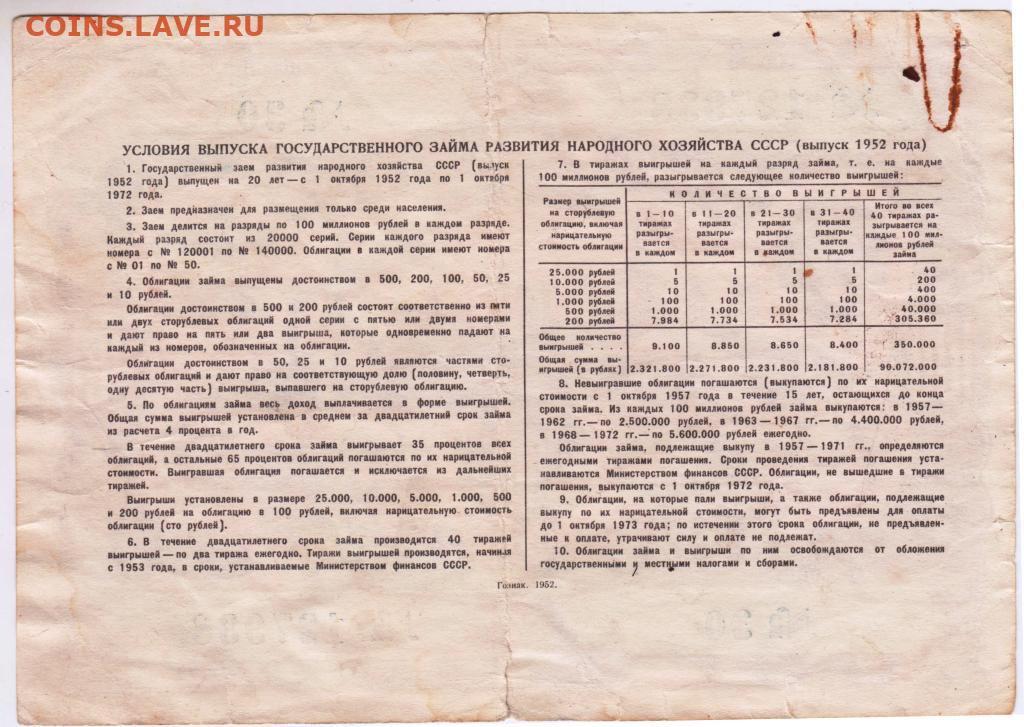 COINS.LAVE.RU
УСЛОВИЯ ВЫПУСКА ГОСУДАРСТВЕННОГО ЗАЙМА РАЗВИТИЯ НАРОДНОГО ХОЗЯЙСТВА СССР (выпуск 1952 года)
1. Государственный заем развития народного хозяйства СССР (выпуск
1952 года) выпущен на 20 лет—с 1 октября 1952 года по 1 октября
1972 года.
2. Заем предназначен для размещения только среди населения.
3. Заем делится на разряды по 100 миллионов рублей в каждом разряде.
Каждый разряд состоит из 20000 серий. Серии каждого разряда имеют
номера с № 120001 по № 140000. Облигации в каждой серии имеют номера
с № 01 по № 50.
4. Облигации займа выпущены достоинством в 500, 200, 100, 50, 25
и 10 рублей.
Облигации достоинством в 500 и 200 рублей состоят соответственно из пяти
или двух сторублевых облигаций одной серии с пятью или двумя номерами
и дают право на пять или два выигрыша, которые одновременно падают на
каждый из номеров, обозначенных на облигации.
Облигации достоинством в 50, 25 и 10 рублей являются частями сто-
рублевых облигаций и дают право на соответствующую долю (половину, четверть,
одну десятую часть) выигрыша, выпавшего на сторублевую облигацию.
5. По облигациям займа весь доход выплачивается в форме выигрышей.
Общая сумма выигрышей установлена в среднем за двадцатилетний срок займа
из расчета 4 процента в год.
В течение двадцатилетнего срока займа выигрывает 35 процентов всех
облигаций, а остальные 65 процентов облигаций погашаются по их нарицательной
стоимости. Выигравшая облигация погашается и исключается из дальнейших
тиражей.
Выигрыши установлены в размере 25.000, 10.000, 5.000, 1.000, 500
и 200 рублей на облигацию в 100 рублей, включая нарицательную стоимость
облигации (сто рублей).
6. В течение двадцатилетнего срока займа производится 40 тиражей
выигрышей—по два тиража ежегодно. Тиражи выигрышей производятся, начиная
с 1953 года, в сроки, устанавливаемые Министерством финансов СССР.
7. В тиражах выигрышей на каждый разряд займа, т. е. на каждые
100 миллионов рублей, разыгрывается следующее количество выигрышей:
Размер выигрышей
на сторублевую
облигацию, включая
нарицательную
стоимость облигации
КОЛИЧЕСТВО ВЫИГРЫШЕЙ
в 1—10
тиражах
разыгры-
вается
в каждом
в 11—20
тиражах
разыгры-
вается
в каждом
в 21—30
тиражах
разыгры-
вается
в каждом
в 31—40
тиражах
разыгры-
вается
в каждом
Итого во всех
40 тиражах ра-
зыгрывается на
каждые 100 мил-
лионов рублей
займа
25.000 рублей 1 1 1 1 40
10.000 рублей 5 5 5 5 200
5.000 рублей 10 10 10 10 400
1.000 рублей 100 100 100 100 4.000
500 рублей 1.000 1.000 1.000 1.000 40.000
200 рублей 7.984 7.734 7.534 7.284 305.360
Общее количество
выигрышей . . . . 9.100 8.850 8.650 8.400 350.000
Общая сумма вы-
игрышей (в рублях) 2.321.800 2.271.800 2.231.800 2.181.800 90.072.000
8. Невыигравшие облигации погашаются (выкупаются) по их нарицательной
стоимости с 1 октября 1957 года в течение 15 лет, остающихся до конца
срока займа. Из каждых 100 миллионов рублей займа выкупаются: в 1957—
1962 гг.—по 2.500.000 рублей, в 1963—1967 гг.—по 4.400.000 рублей,
в 1968—1972 гг.—по 5.600.000 рублей ежегодно.
Облигации займа, подлежащие выкупу в 1957—1971 гг., определяются
ежегодными тиражами погашения. Сроки проведения тиражей погашения уста-
навливаются Министерством финансов СССР. Облигации, не вышедшие в тиражи
погашения, выкупаются с 1 октября 1972 года.
9. Облигации, на которые пали выигрыши, а также облигации, подлежащие
выкупу по их нарицательной стоимости, могут быть предъявлены для оплаты
до 1 октября 1973 года; по истечении этого срока облигации, не предъявлен-
ные к оплате, утрачивают силу и оплате не подлежат.
10. Облигации займа и выигрыши по ним освобождаются от обложения
государственными и местными налогами и сборами.
Гознак. 1952.